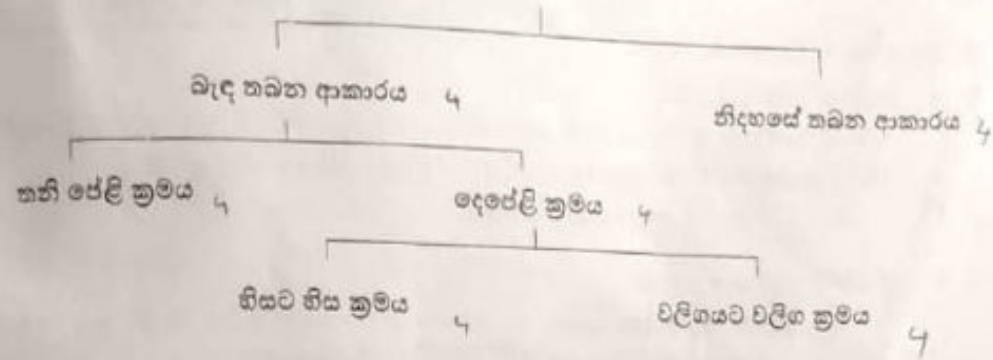 බැඳ තබන ආකාරය 4
නිදහසේ තබන ආකාරය 4
තනි පේළි ක්‍රමය 4
දෙපේළි ක්‍රමය 4
හිසට හිස ක්‍රමය 4
වලිගයට වලිග ක්‍රමය 4